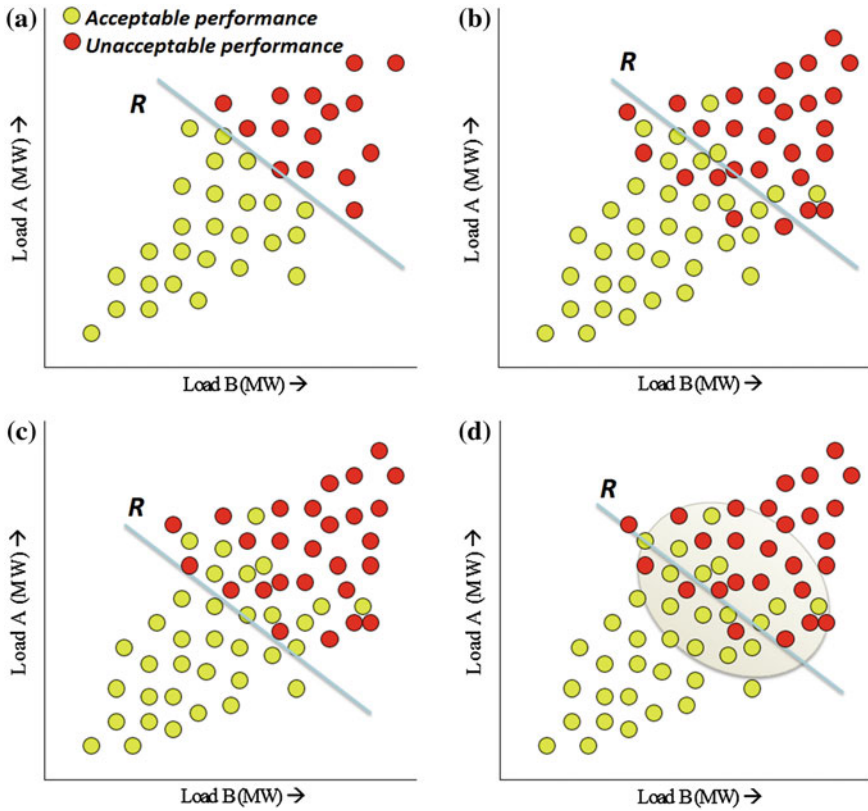 (a)
Acceptable performance
Unacceptable performance
R
Load A (MW) →
Load B(MW) →
(b)
R
Load A (MW) →
Load B(MW) →
(c)
R
Load A (MW) →
Load B(MW) →
(d)
R
Load A (MW) →
Load B(MW) →